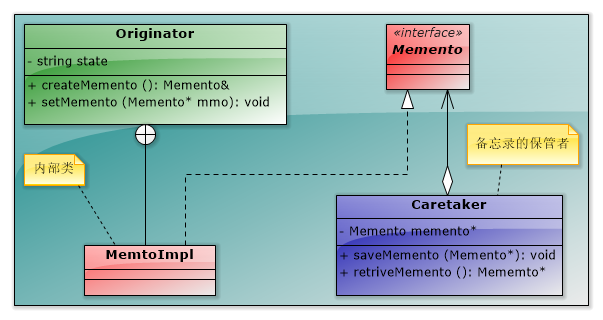 Originator
- string state
+ createMemento (): Memento&
+ setMemento (Memento* mmo): void
«interface»
Memento
内部类
备忘录的保管者
MemtoImpl
Caretaker
- Memento memento*
+ saveMemento (Memento*): void
+ retriveMemento (): Mememto*